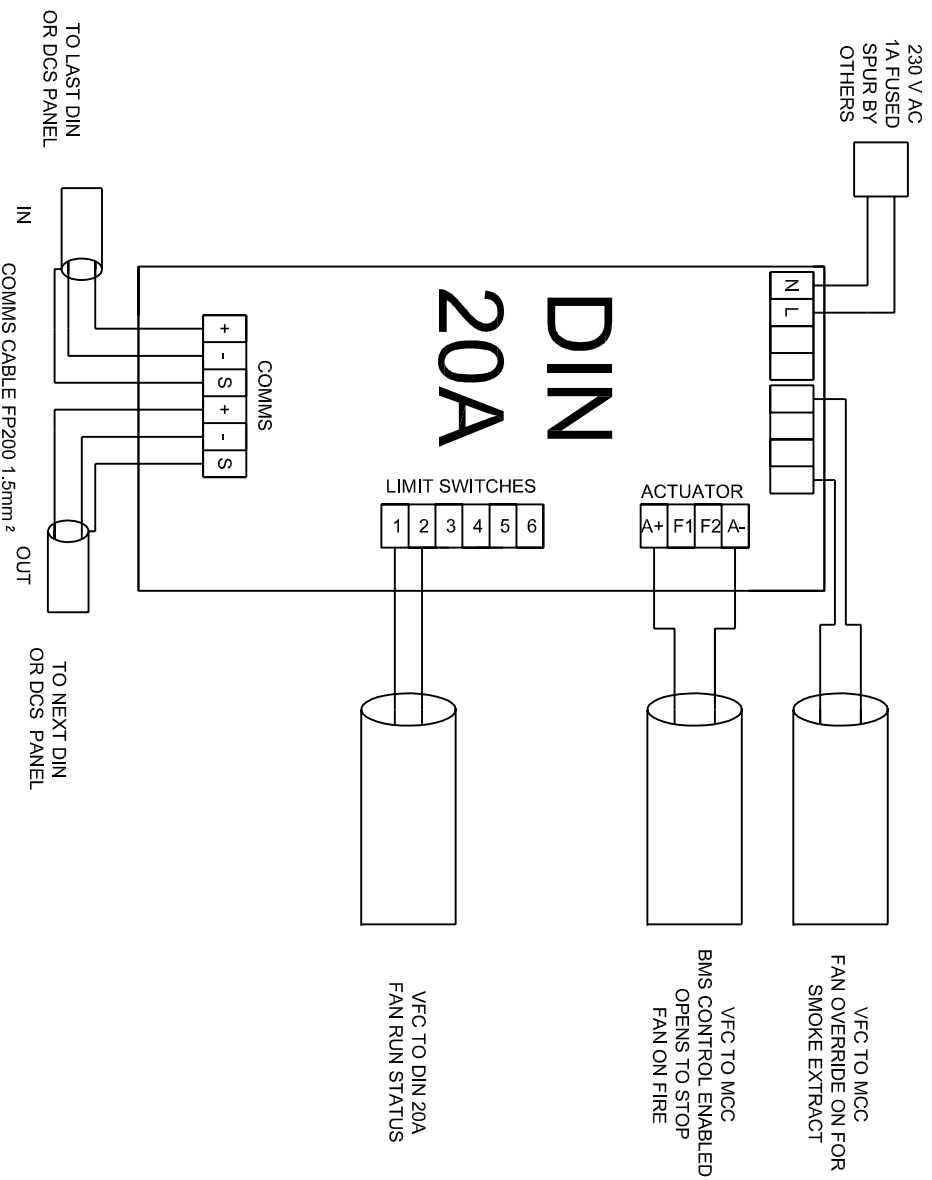 230 V AC
1A FUSED
SPUR BY
OTHERS
TO LAST DIN
OR DCS PANEL
IN
COMMS CABLE FP200 1.5mm²
OUT
TO NEXT DIN
OR DCS PANEL
DIN
20A
N
L
COMMS
+
-
S
+
-
S
LIMIT SWITCHES
1 2 3 4 5 6
ACTUATOR
A+ F1 F2 A-
VFC TO MCC
FAN OVERRIDE ON FOR
SMOKE EXTRACT
VFC TO MCC
BMS CONTROL ENABLED
OPENS TO STOP
FAN ON FIRE
VFC TO DIN 20A
FAN RUN STATUS